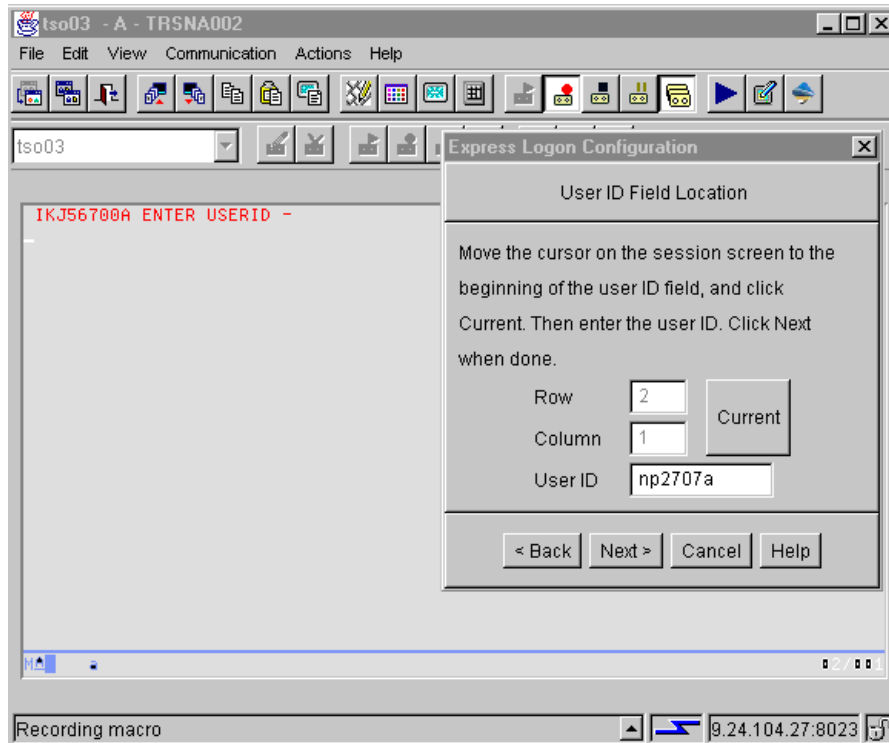 tso03 - A - TRSNA002
File Edit View Communication Actions Help
tso03
Express Logon Configuration
User ID Field Location
IKJ56700A ENTER USERID -
Move the cursor on the session screen to the
beginning of the user ID field, and click
Current. Then enter the user ID. Click Next
when done.
Row 2
Current
Column 1
User ID np2707a
< Back Next > Cancel Help
a 02/001
Recording macro 9.24.104.27:8023